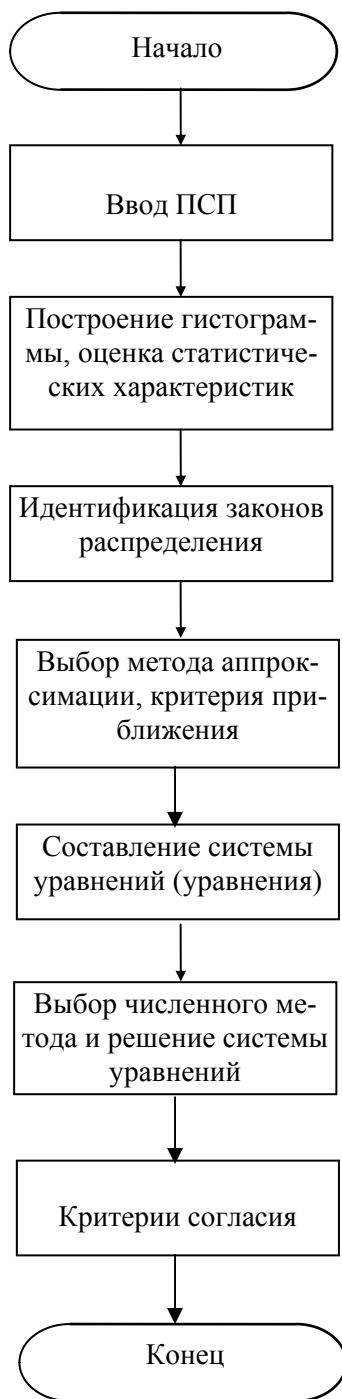 Начало
Ввод ПСП
Построение гистограм-
мы, оценка статистиче-
ских характеристик
Идентификация законов
распределения
Выбор метода аппрок-
симации, критерия при-
ближения
Составление системы
уравнений (уравнения)
Выбор численного ме-
тода и решение системы
уравнений
Критерии согласия
Конец